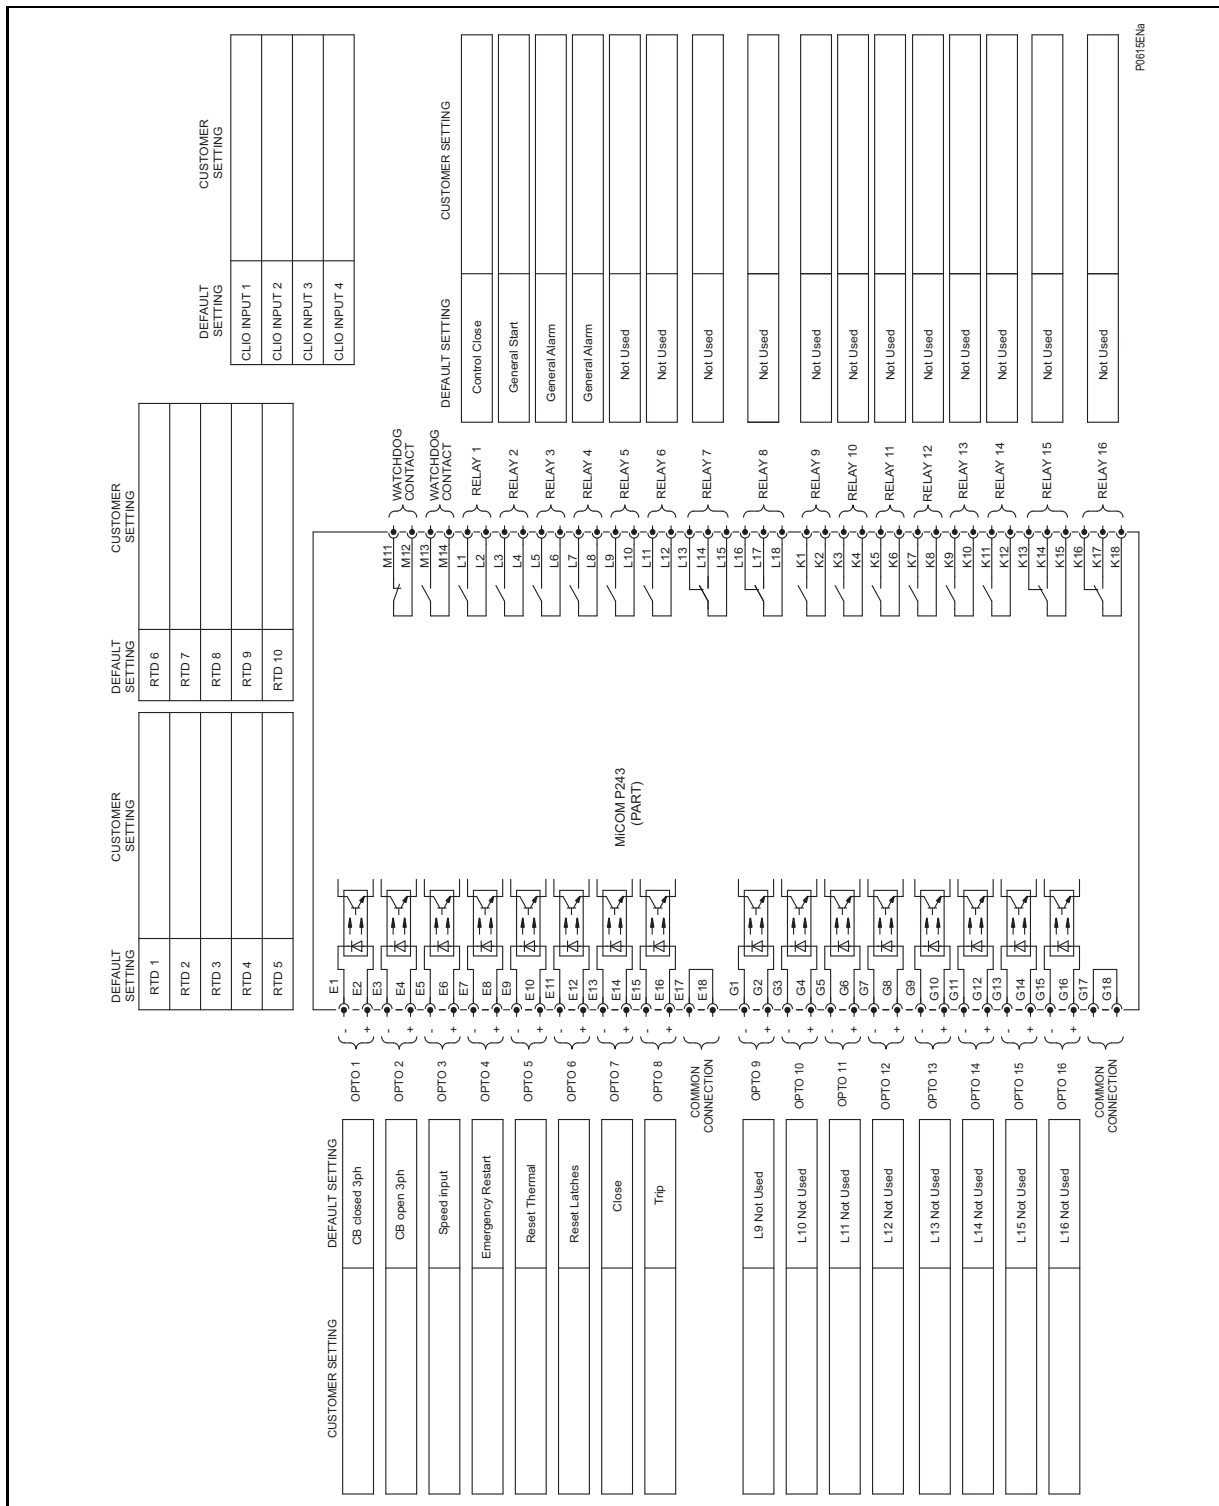 DEFAULT SETTING
CUSTOMER SETTING
RTD 1
RTD 2
RTD 3
RTD 4
RTD 5
DEFAULT SETTING
CUSTOMER SETTING
RTD 6
RTD 7
RTD 8
RTD 9
RTD 10
DEFAULT SETTING
CUSTOMER SETTING
CLIO INPUT 1
CLIO INPUT 2
CLIO INPUT 3
CLIO INPUT 4
CUSTOMER SETTING
DEFAULT SETTING
CB closed 3ph
OPTO 1
-
+
E1
E2
CB open 3ph
OPTO 2
-
+
E3
E4
Speed input
OPTO 3
-
+
E5
E6
Emergency Restart
OPTO 4
-
+
E7
E8
Reset Thermal
OPTO 5
-
+
E9
E10
Reset Latches
OPTO 6
-
+
E11
E12
Close
OPTO 7
-
+
E13
E14
Trip
OPTO 8
-
+
E15
E16
COMMON CONNECTION
E17
E18
L9 Not Used
OPTO 9
-
+
G1
G2
L10 Not Used
OPTO 10
-
+
G3
G4
L11 Not Used
OPTO 11
-
+
G5
G6
L12 Not Used
OPTO 12
-
+
G7
G8
L13 Not Used
OPTO 13
-
+
G9
G10
L14 Not Used
OPTO 14
-
+
G11
G12
L15 Not Used
OPTO 15
-
+
G13
G14
L16 Not Used
OPTO 16
-
+
G15
G16
COMMON CONNECTION
G17
G18
MiCOM P243
(PART)
DEFAULT SETTING
CUSTOMER SETTING
M11
M12
WATCHDOG CONTACT
M13
M14
WATCHDOG CONTACT
L1
L2
RELAY 1
Control Close
L3
L4
RELAY 2
General Start
L5
L6
RELAY 3
General Alarm
L7
L8
RELAY 4
General Alarm
L9
L10
RELAY 5
Not Used
L11
L12
RELAY 6
Not Used
L13
L14
L15
RELAY 7
Not Used
L16
L17
L18
RELAY 8
Not Used
K1
K2
RELAY 9
Not Used
K3
K4
RELAY 10
Not Used
K5
K6
RELAY 11
Not Used
K7
K8
RELAY 12
Not Used
K9
K10
RELAY 13
Not Used
K11
K12
RELAY 14
Not Used
K13
K14
K15
RELAY 15
Not Used
K16
K17
K18
RELAY 16
Not Used
P0615ENa